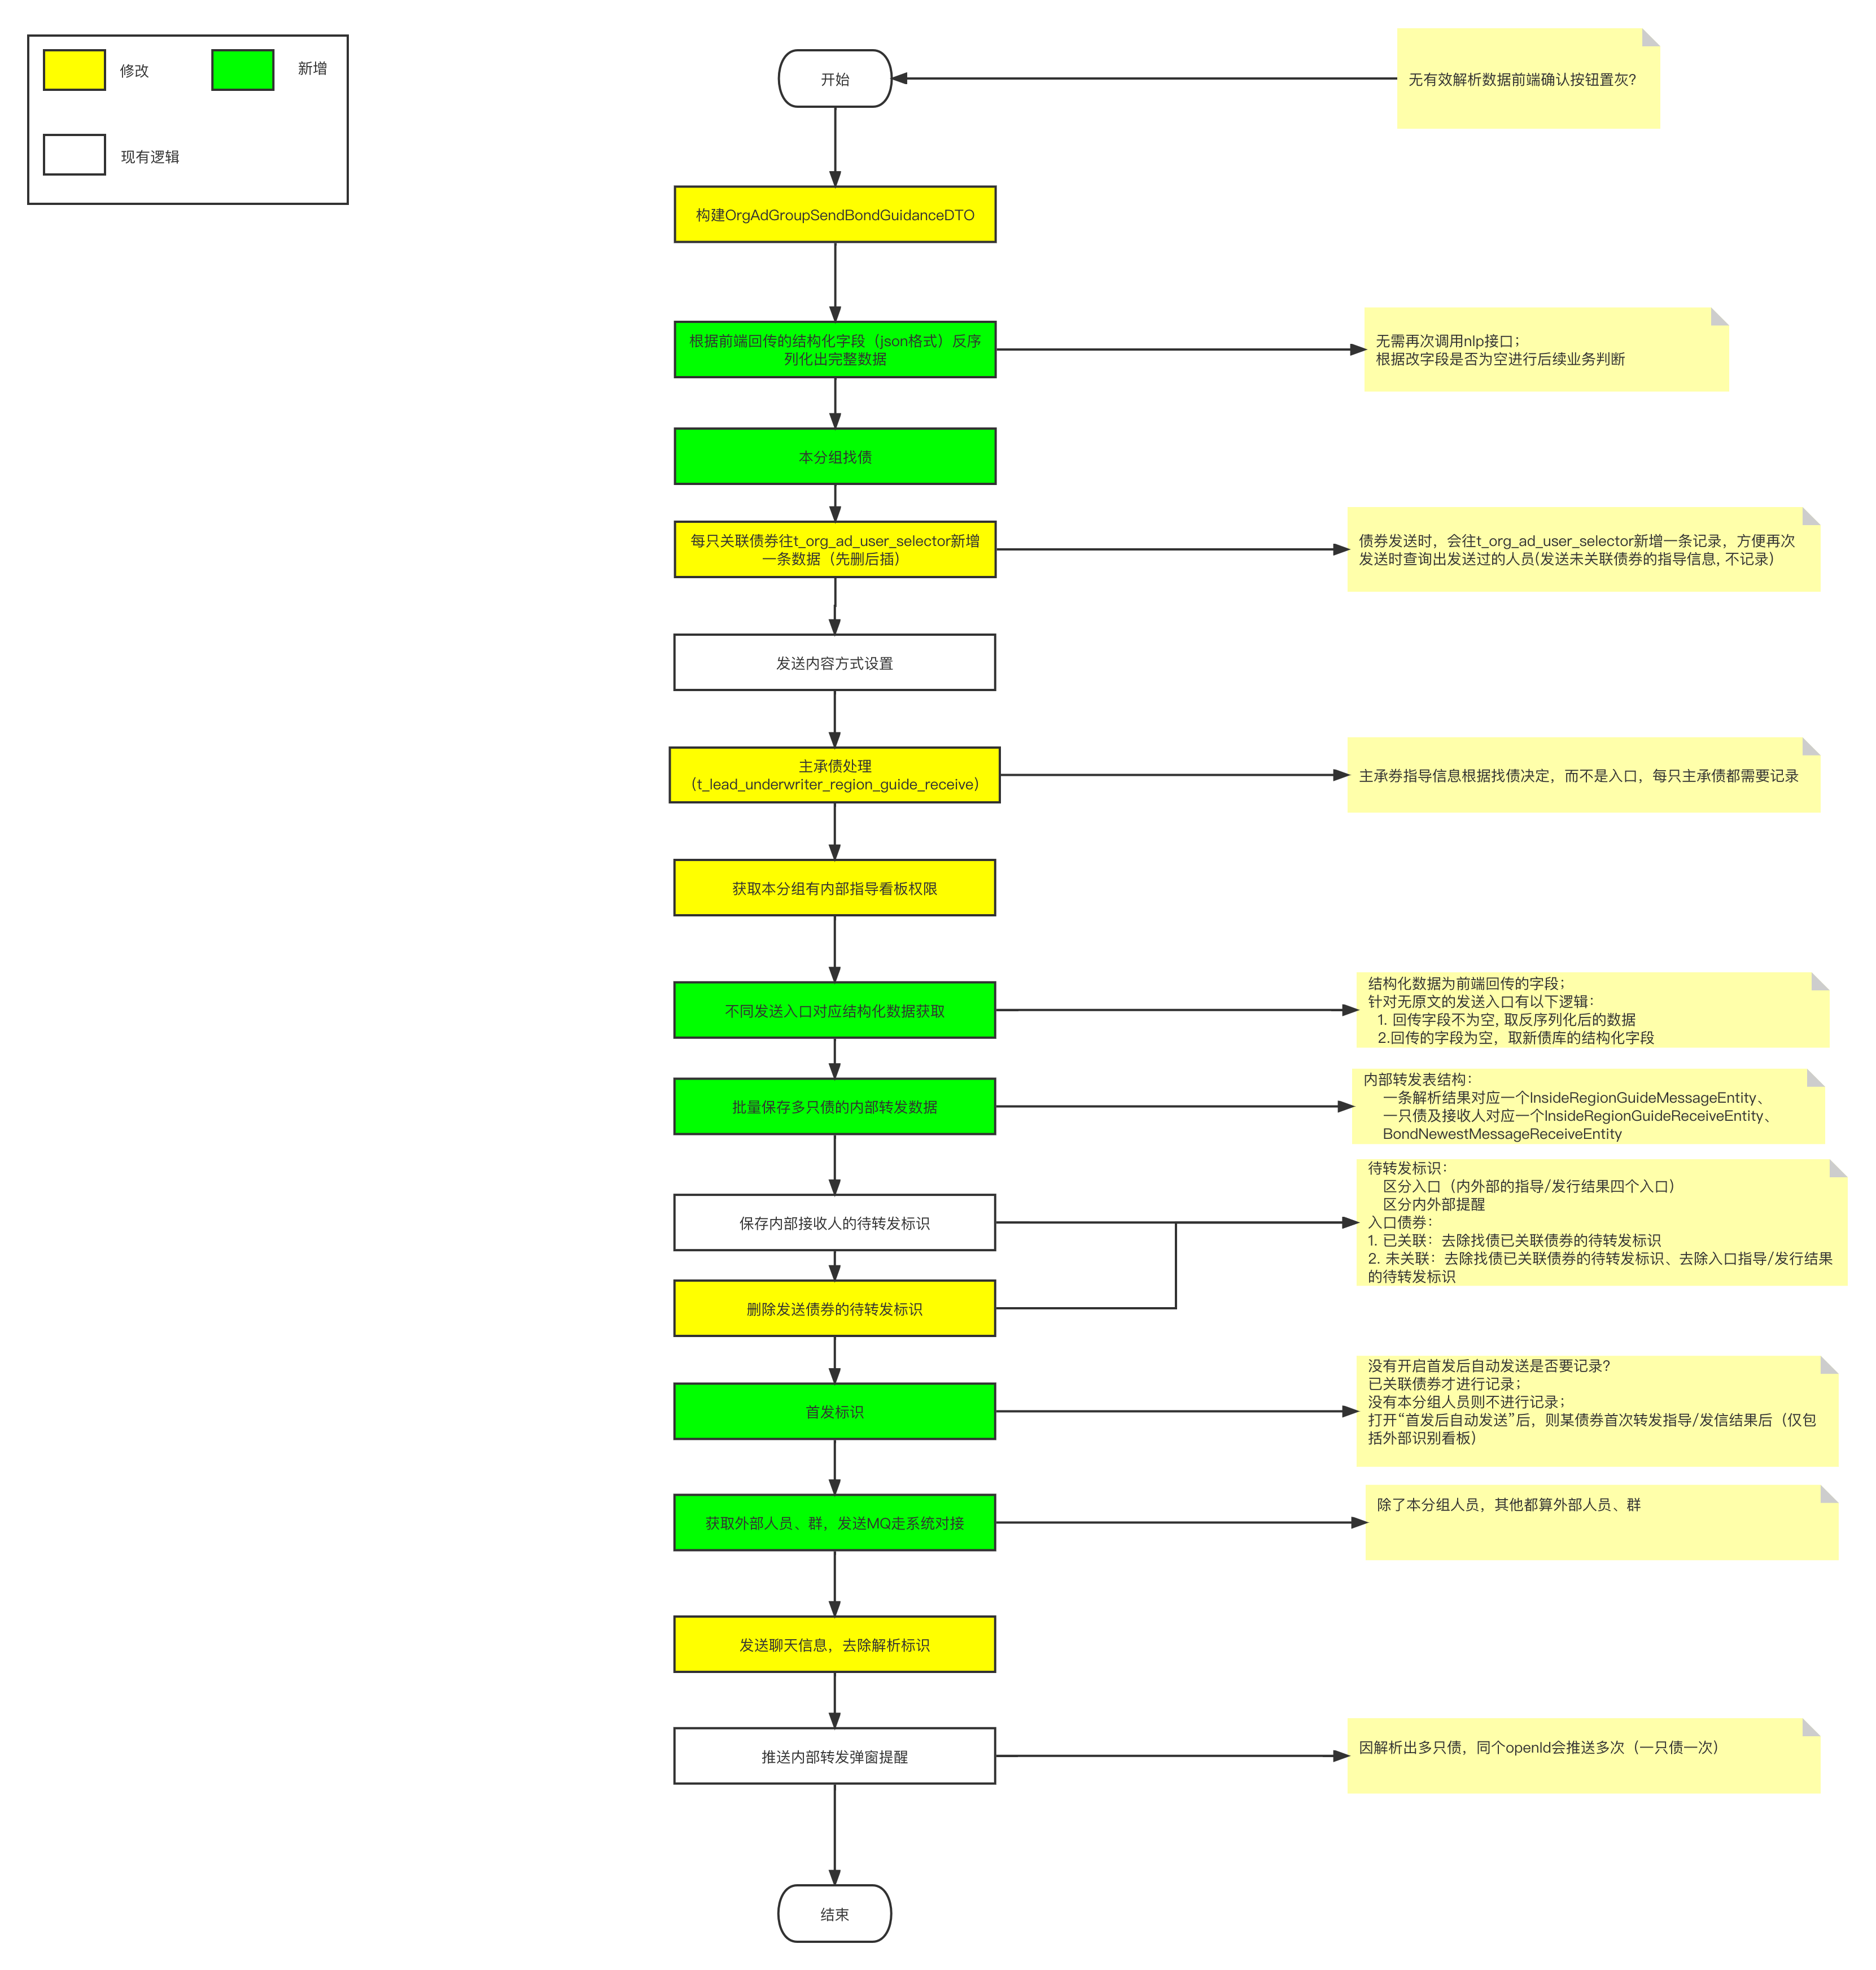 修改
新增
现有逻辑
开始
无有效解析数据前端确认按钮置灰？
构建OrgAdGroupSendBondGuidanceDTO
根据前端回传的结构化字段（json格式）反序
列化出完整数据
无需再次调用nlp接口；
根据改字段是否为空进行后续业务判断
本分组找债
每只关联债券往t_org_ad_user_selector新增
一条数据（先删后插）
债券发送时，会往t_org_ad_user_selector新增一条记录，方便再次
发送时查询出发送过的人员(发送未关联债券的指导信息, 不记录)
发送内容方式设置
主承债处理
（t_lead_underwriter_region_guide_receive）
主承券指导信息根据找债决定，而不是入口，每只主承债都需要记录
获取本分组有内部指导看板权限
不同发送入口对应结构化数据获取
结构化数据为前端回传的字段；
针对无原文的发送入口有以下逻辑：
1. 回传字段不为空, 取反序列化后的数据
2.回传的字段为空，取新债库的结构化字段
批量保存多只债的内部转发数据
内部转发表结构：
一条解析结果对应一个InsideRegionGuideMessageEntity、
一只债及接收人对应一个InsideRegionGuideReceiveEntity、
BondNewestMessageReceiveEntity
保存内部接收人的待转发标识
待转发标识：
区分入口（内外部的指导/发行结果四个入口）
区分内外部提醒
入口债券：
1. 已关联：去除找债已关联债券的待转发标识
2. 未关联：去除找债已关联债券的待转发标识、去除入口指导/发行结果
的待转发标识
删除发送债券的待转发标识
首发标识
没有开启首发后自动发送是否要记录？
已关联债券才进行记录；
没有本分组人员则不进行记录；
打开“首发后自动发送”后，则某债券首次转发指导/发信结果后（仅包
括外部识别看板）
获取外部人员、群，发送MQ走系统对接
除了本分组人员，其他都算外部人员、群
发送聊天信息，去除解析标识
推送内部转发弹窗提醒
因解析出多只债，同个openId会推送多次（一只债一次）
结束